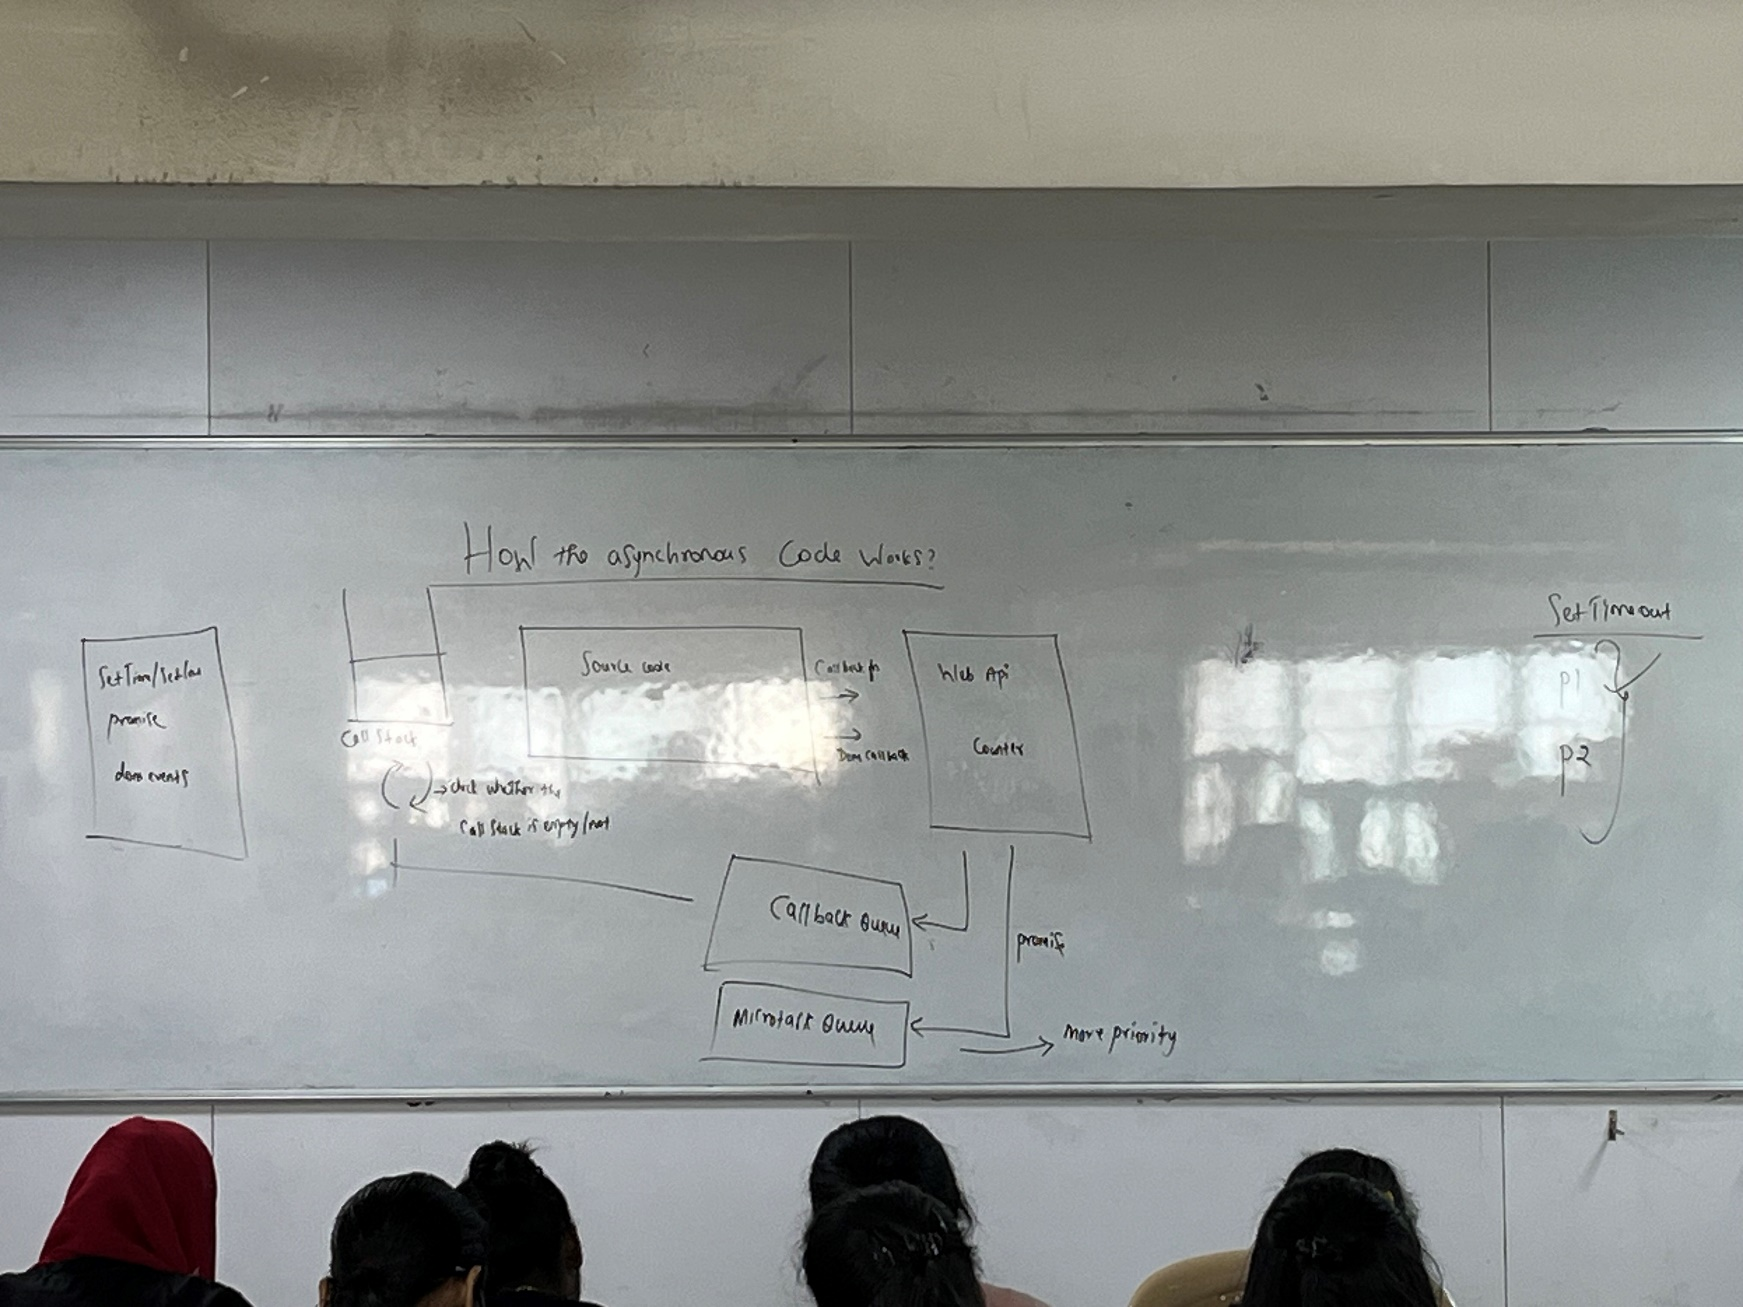 How the asynchronous Code Works?
SetTime/
promise
dom events
Call Stack
→ check whether the
Call Stack is empty/not
Source code
Callback fn
Dom callback
Web Api
Counter
Callback Queue
Microtask Queue
promise
more priority
SetTimeout
P1
P2